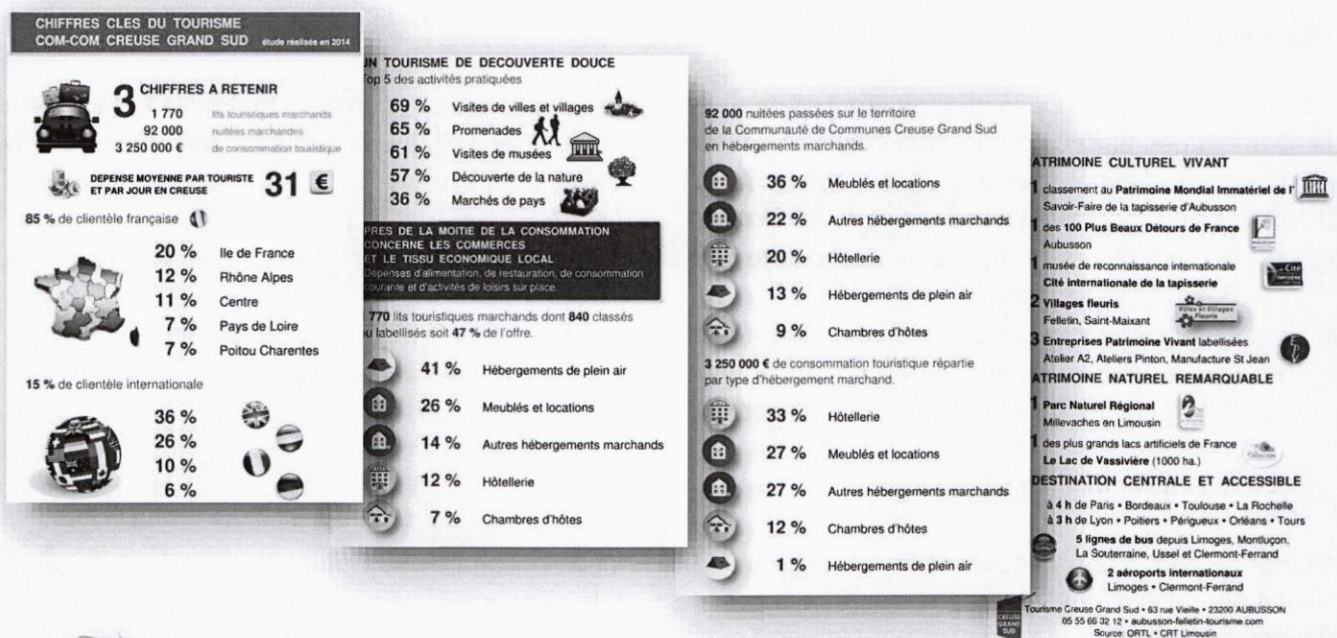 CHIFFRES CLES DU TOURISME
COM-COM CREUSE GRAND SUD étude réalisée en 2014
3 CHIFFRES A RETENIR
1 770 lits touristiques marchands
92 000 nuitées marchandes
3 250 000 € de consommation touristique
DEPENSE MOYENNE PAR TOURISTE
ET PAR JOUR EN CREUSE 31 €
85 % de clientèle française
20 % Ile de France
12 % Rhône Alpes
11 % Centre
7 % Pays de Loire
7 % Poitou Charentes
15 % de clientèle internationale
36 %
26 %
10 %
6 %
UN TOURISME DE DECOUVERTE DOUCE
Top 5 des activités pratiquées
69 % Visites de villes et villages
65 % Promenades
61 % Visites de musées
57 % Découverte de la nature
36 % Marchés de pays
PRES DE LA MOITIE DE LA CONSOMMATION
CONCERNE LES COMMERCES
ET LE TISSU ECONOMIQUE LOCAL
Dépenses d'alimentation, de restauration, de consommation
courante et d'activités de loisirs sur place.
770 lits touristiques marchands dont 840 classés
ou labellisés soit 47 % de l'offre.
41 % Hébergements de plein air
26 % Meublés et locations
14 % Autres hébergements marchands
12 % Hôtellerie
7 % Chambres d'hôtes
92 000 nuitées passées sur le territoire
de la Communauté de Communes Creuse Grand Sud
en hébergements marchands.
36 % Meublés et locations
22 % Autres hébergements marchands
20 % Hôtellerie
13 % Hébergements de plein air
9 % Chambres d'hôtes
3 250 000 € de consommation touristique répartie
par type d'hébergement marchand.
33 % Hôtellerie
27 % Meublés et locations
27 % Autres hébergements marchands
12 % Chambres d'hôtes
1 % Hébergements de plein air
ATRIMOINE CULTUREL VIVANT
1 classement au Patrimoine Mondial Immatériel de l'
Savoir-Faire de la tapisserie d'Aubusson
1 des 100 Plus Beaux Détours de France
Aubusson
1 musée de reconnaissance internationale
Cité internationale de la tapisserie
Cité
2 Villages fleuris
Felletin, Saint-Maixant
Villes et Villages
Fleuris
3 Entreprises Patrimoine Vivant labellisées
Atelier A2, Ateliers Pinton, Manufacture St Jean
ATRIMOINE NATUREL REMARQUABLE
1 Parc Naturel Régional
Millevaches en Limousin
1 des plus grands lacs artificiels de France
Le Lac de Vassivière (1000 ha.)
DESTINATION CENTRALE ET ACCESSIBLE
à 4 h de Paris • Bordeaux • Toulouse • La Rochelle
à 3 h de Lyon • Poitiers • Périgueux • Orléans • Tours
5 lignes de bus depuis Limoges, Montluçon,
La Souterraine, Ussel et Clermont-Ferrand
2 aéroports internationaux
Limoges • Clermont-Ferrand
CREUSE
GRAND
SUD
Tourisme Creuse Grand Sud • 63 rue Vieille • 23200 AUBUSSON
05 55 66 32 12 • aubusson-felletin-tourisme.com
Source: ORTL • CRT Limousin